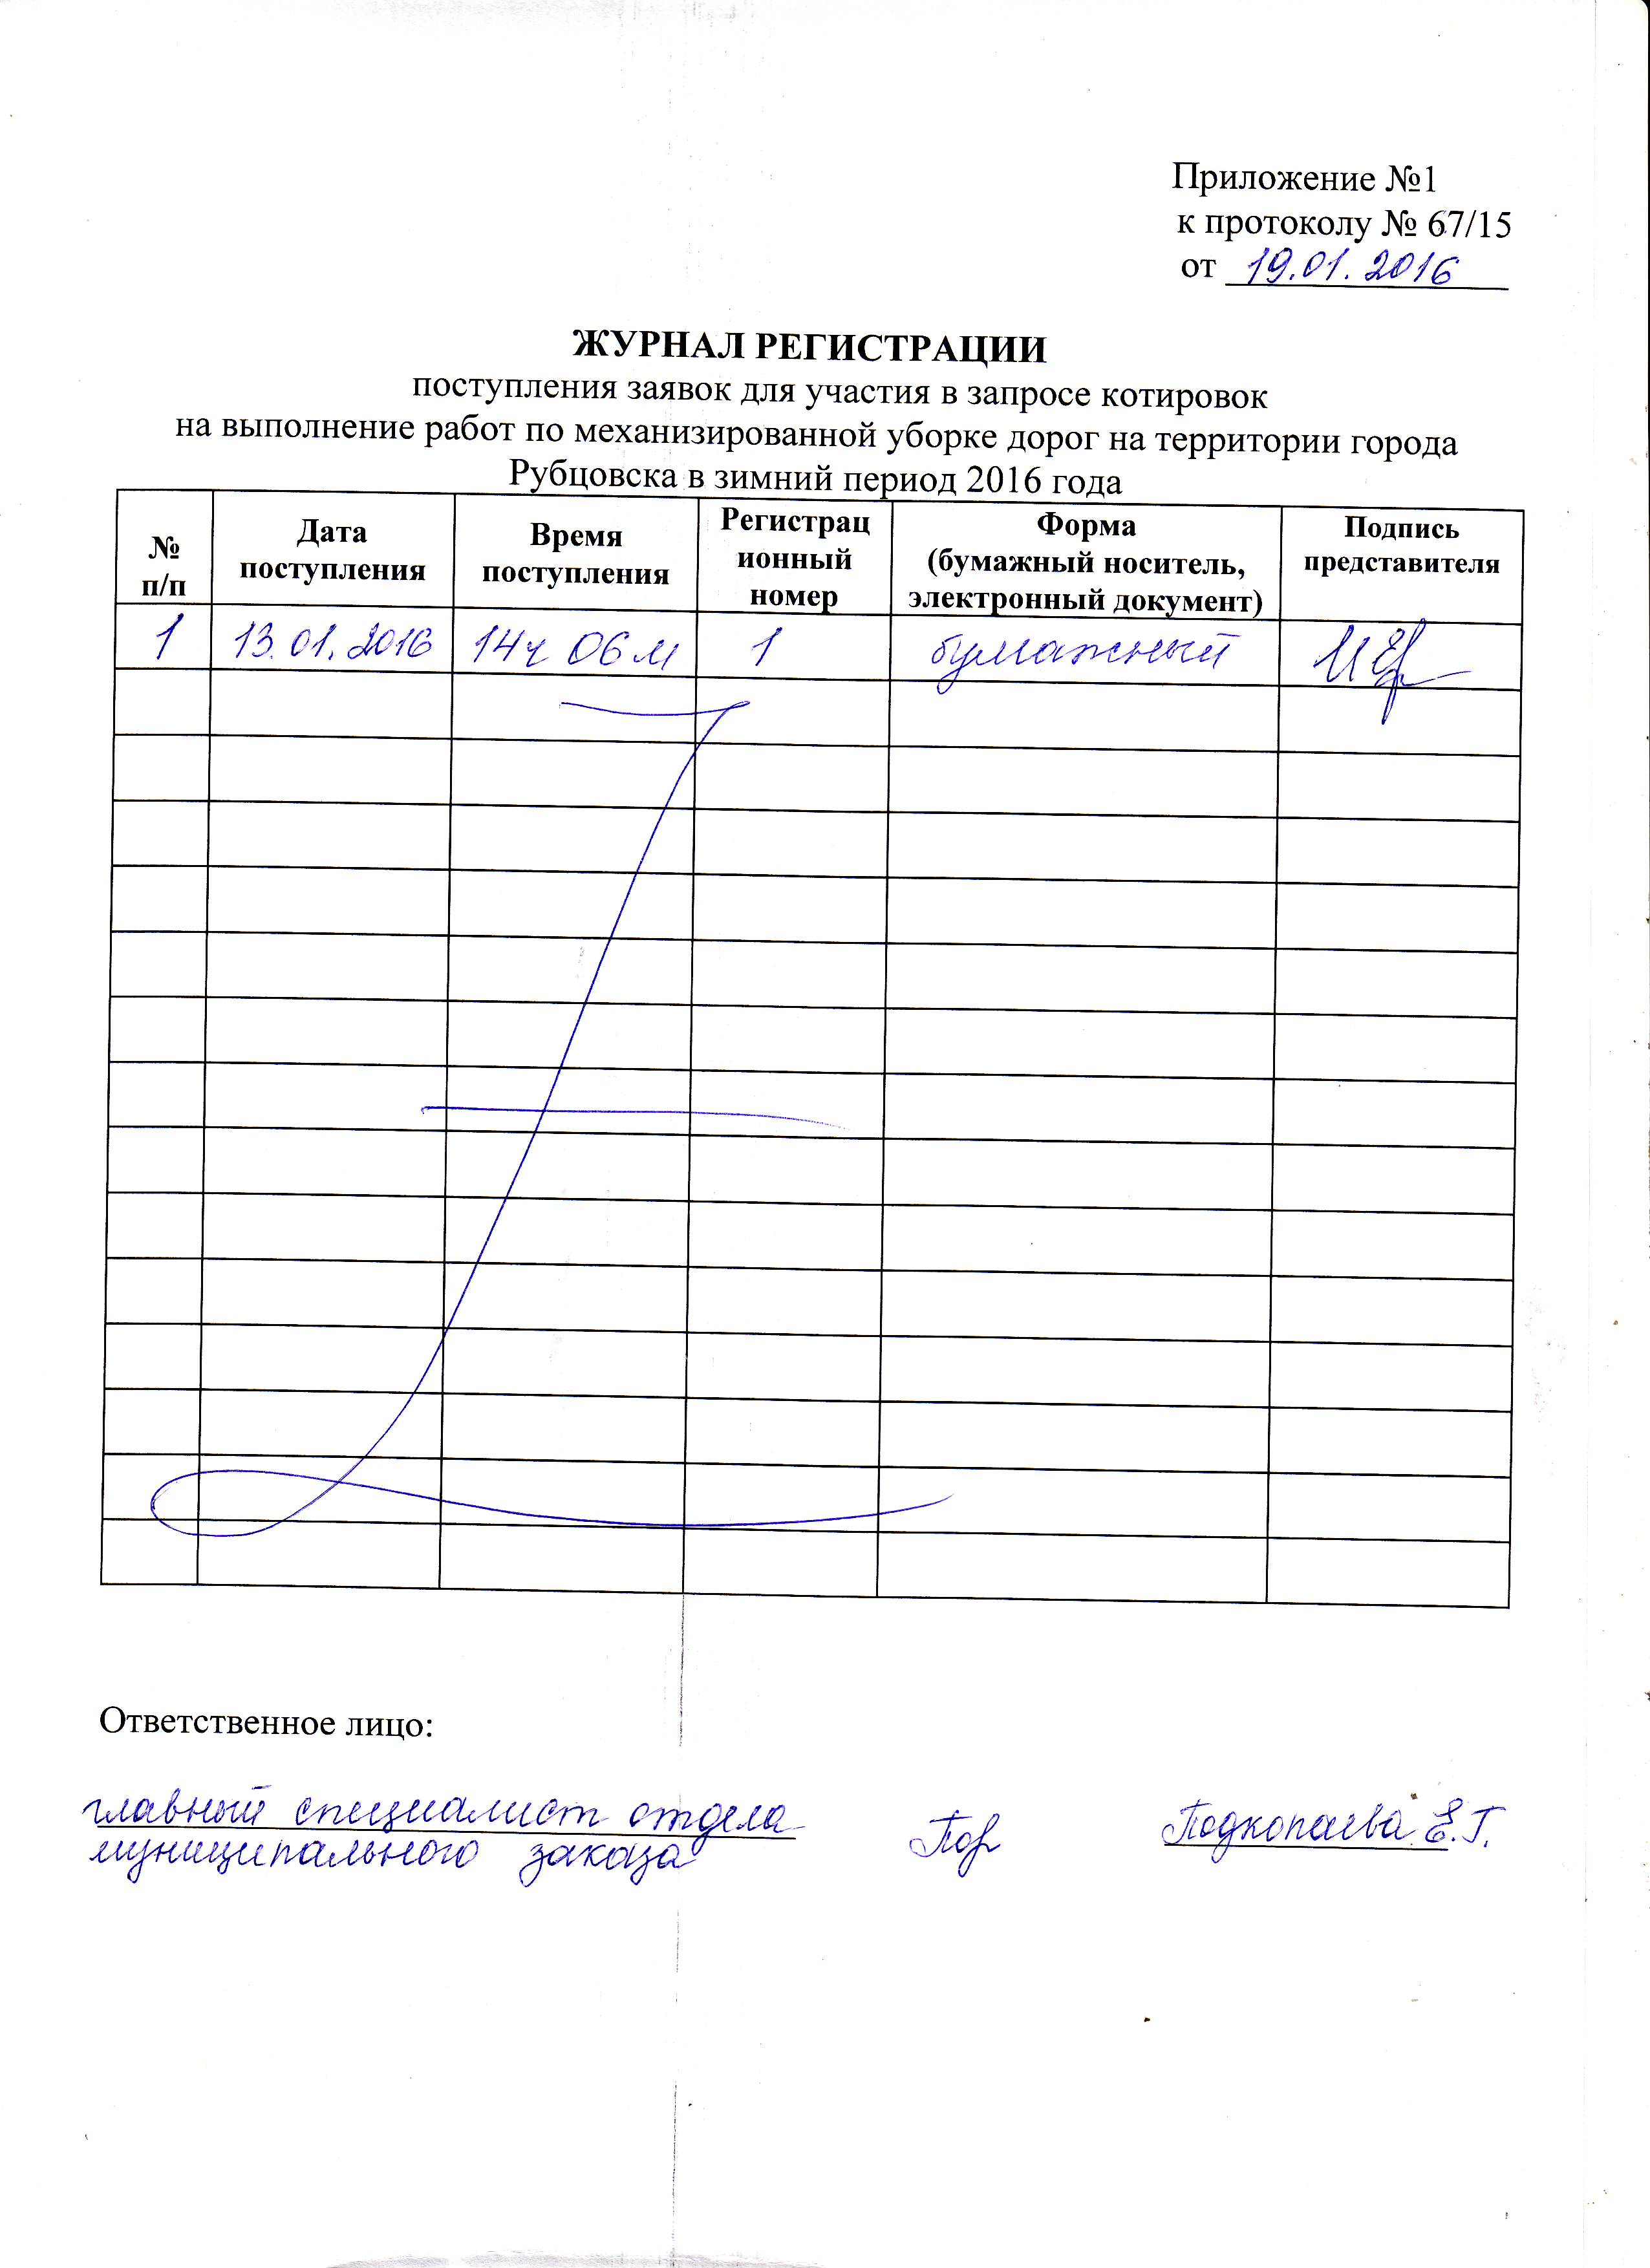 Приложение №1
к протоколу № 67/15
от 19.01.2016
ЖУРНАЛ РЕГИСТРАЦИИ
поступления заявок для участия в запросе котировок
на выполнение работ по механизированной уборке дорог на территории города
Рубцовска в зимний период 2016 года
№ п/п Дата поступления Время поступления Регистрац ионный номер Форма (бумажный носитель, электронный документ) Подпись представителя
1 13.01.2016 14ч 06м 1 бумажный
Ответственное лицо:
главный специалист отдела
муниципального заказа Подкопаева Е.Г.